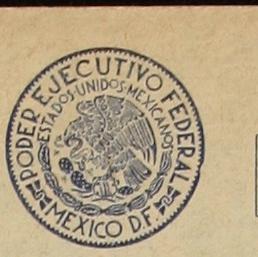 PODER EJECUTIVO FEDERAL
ESTADOS·UNIDOS·MEXICANOS
MEXICO D.F.